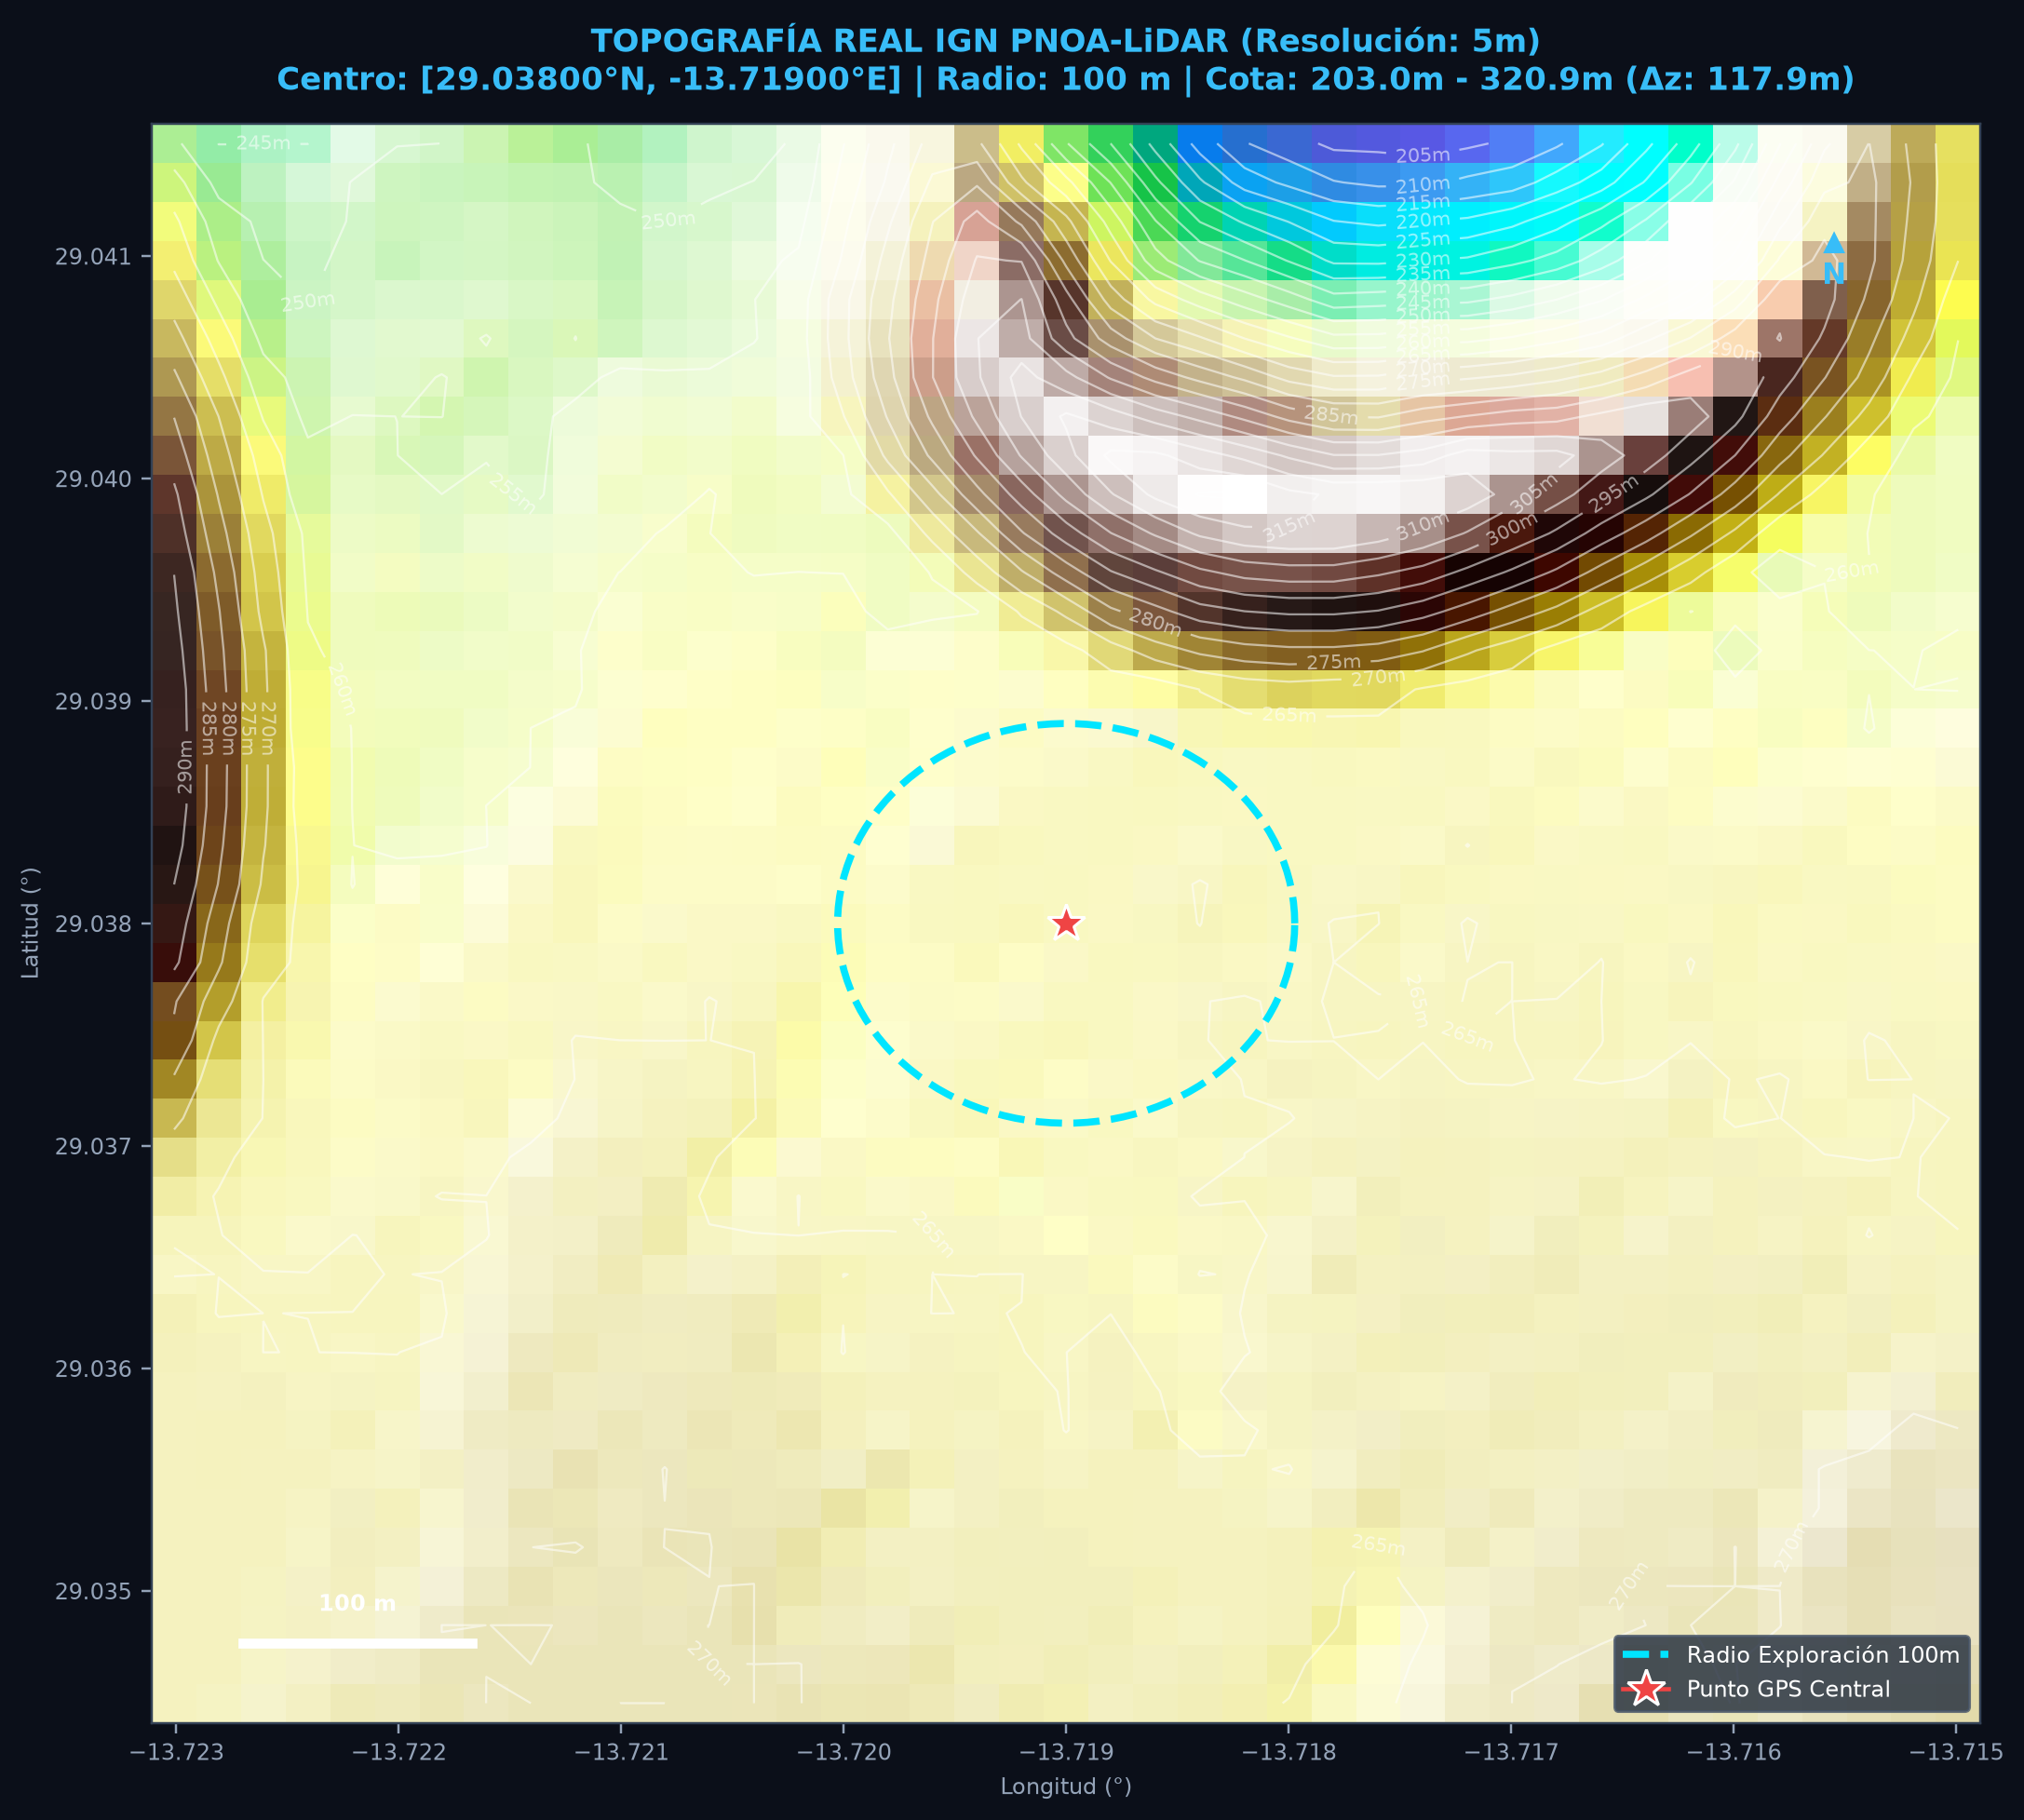 TOPOGRAFÍA REAL IGN PNOA-LiDAR (Resolución: 5m)
Centro: [29.03800°N, -13.71900°E] | Radio: 100 m | Cota: 203.0m - 320.9m (Δz: 117.9m)
245m
205m
210m
215m
220m
225m
230m
235m
240m
245m
250m
270m
275m
250m
250m
N
290m
285m
255m
305m
295m
315m
310m
300m
260m
280m
275m
270m
265m
260m
285m
280m
275m
270m
290m
265m
265m
265m
265m
270m
270m
270m
100 m
Radio Exploración 100m
Punto GPS Central
29.041
29.040
29.039
29.038
29.037
29.036
29.035
Latitud (°)
−13.723
−13.722
−13.721
−13.720
−13.719
−13.718
−13.717
−13.716
−13.715
Longitud (°)